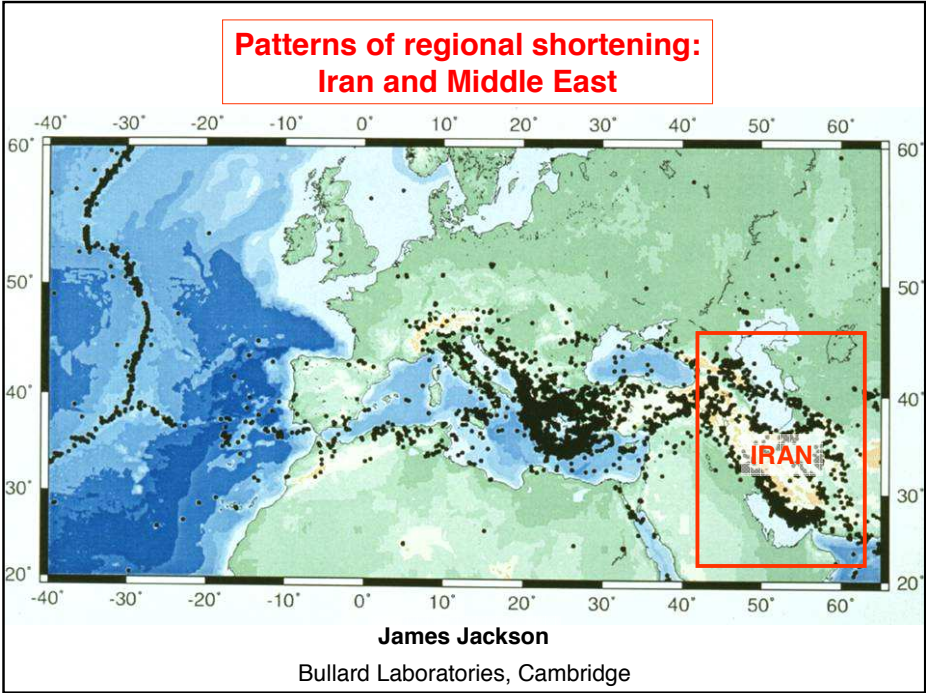 Patterns of regional shortening:
Iran and Middle East
-40˚ -30˚ -20˚ -10˚ 0˚ 10˚ 20˚ 30˚ 40˚ 50˚ 60˚
60˚ 60˚
50˚ 50˚
40˚ 40˚
IRAN
30˚ 30˚
20˚ 20˚
-40˚ -30˚ -20˚ -10˚ 0˚ 10˚ 20˚ 30˚ 40˚ 50˚ 60˚
James Jackson
Bullard Laboratories, Cambridge